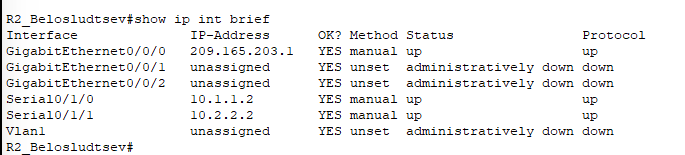 R2_Belosludtsev#show ip int brief
Interface              IP-Address      OK? Method Status                Protocol
GigabitEthernet0/0/0   209.165.203.1   YES manual up                    up
GigabitEthernet0/0/1   unassigned      YES unset  administratively down down
GigabitEthernet0/0/2   unassigned      YES unset  administratively down down
Serial0/1/0            10.1.1.2        YES manual up                    up
Serial0/1/1            10.2.2.2        YES manual up                    up
Vlan1                  unassigned      YES unset  administratively down down
R2_Belosludtsev#